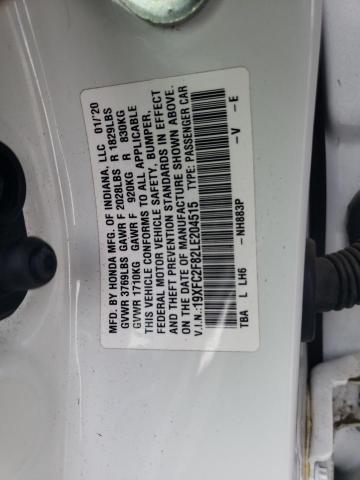 MFD. BY HONDA MFG. OF INDIANA, LLC 01/'20
GVWR 3769LBS GAWR F 2028LBS R 1829LBS
GVWR 1710KG GAWR F 920KG R 830KG
THIS VEHICLE CONFORMS TO ALL APPLICABLE
FEDERAL MOTOR VEHICLE SAFETY, BUMPER,
AND THEFT PREVENTION STANDARDS IN EFFECT
ON THE DATE OF MANUFACTURE SHOWN ABOVE.
V.I.N.:19XFC2F82LE204515 TYPE: PASSENGER CAR
-NH883P -V -E
TBA L LH6